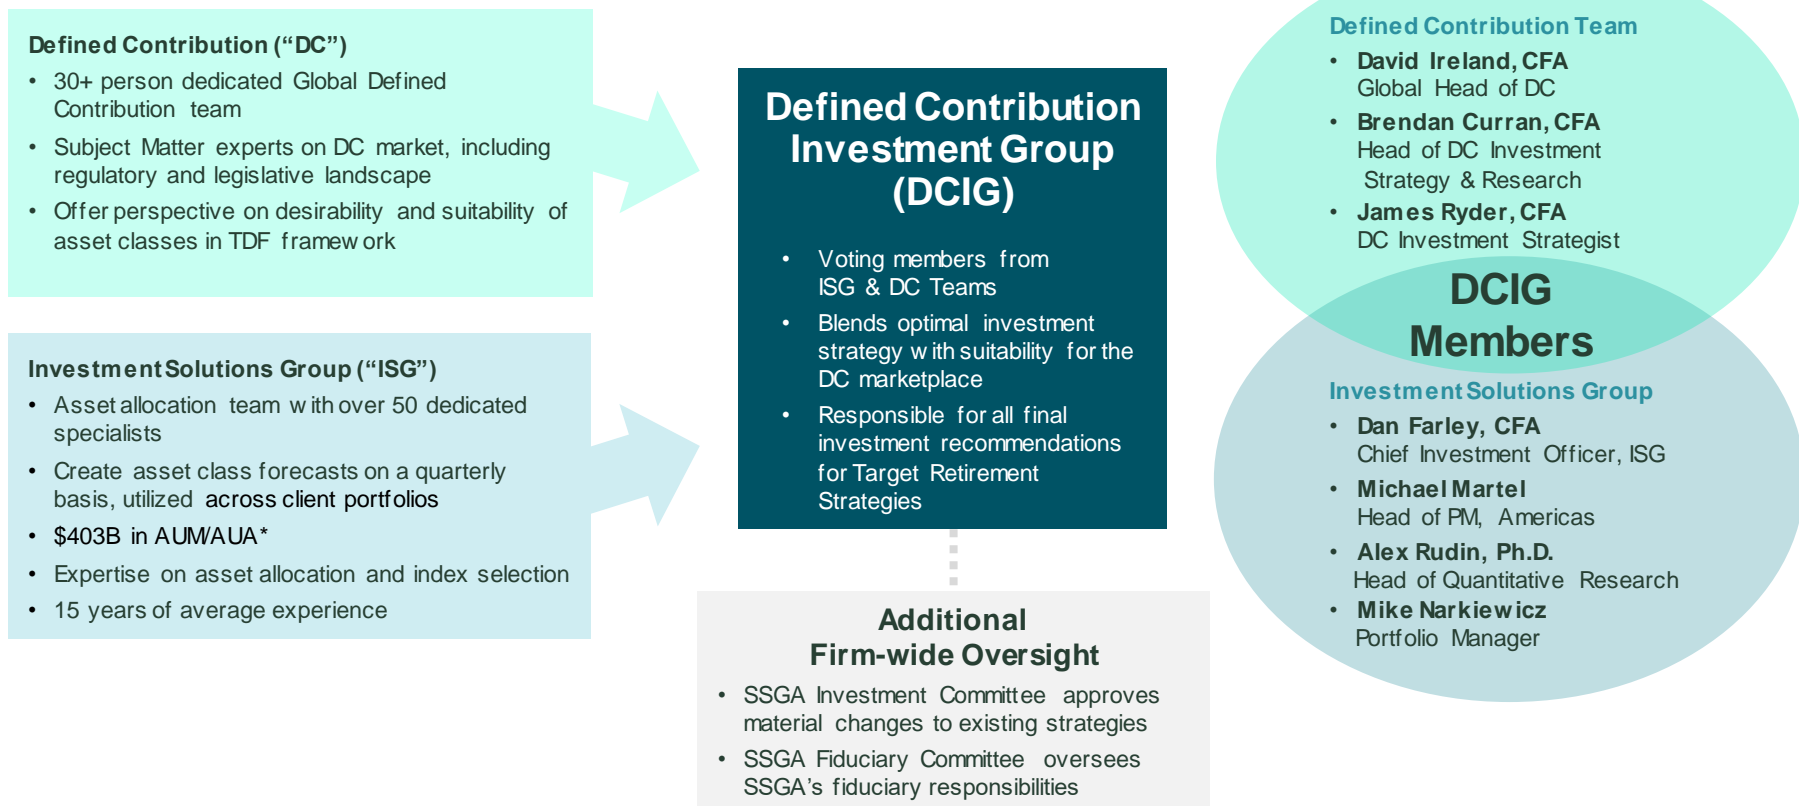 Defined Contribution (“DC”)
• 30+ person dedicated Global Defined
Contribution team
• Subject Matter experts on DC market, including
regulatory and legislative landscape
• Offer perspective on desirability and suitability of
asset classes in TDF framework
Investment Solutions Group (“ISG”)
• Asset allocation team with over 50 dedicated
specialists
• Create asset class forecasts on a quarterly
basis, utilized across client portfolios
• $403B in AUM/AUA*
• Expertise on asset allocation and index selection
• 15 years of average experience
Defined Contribution
Investment Group
(DCIG)
• Voting members from
ISG & DC Teams
• Blends optimal investment
strategy with suitability for the
DC marketplace
• Responsible for all final
investment recommendations
for Target Retirement
Strategies
Additional
Firm-wide Oversight
• SSGA Investment Committee approves
material changes to existing strategies
• SSGA Fiduciary Committee oversees
SSGA’s fiduciary responsibilities
Defined Contribution Team
• David Ireland, CFA
Global Head of DC
• Brendan Curran, CFA
Head of DC Investment
Strategy & Research
• James Ryder, CFA
DC Investment Strategist
DCIG
Members
Investment Solutions Group
• Dan Farley, CFA
Chief Investment Officer, ISG
• Michael Martel
Head of PM, Americas
• Alex Rudin, Ph.D.
Head of Quantitative Research
• Mike Narkiewicz
Portfolio Manager